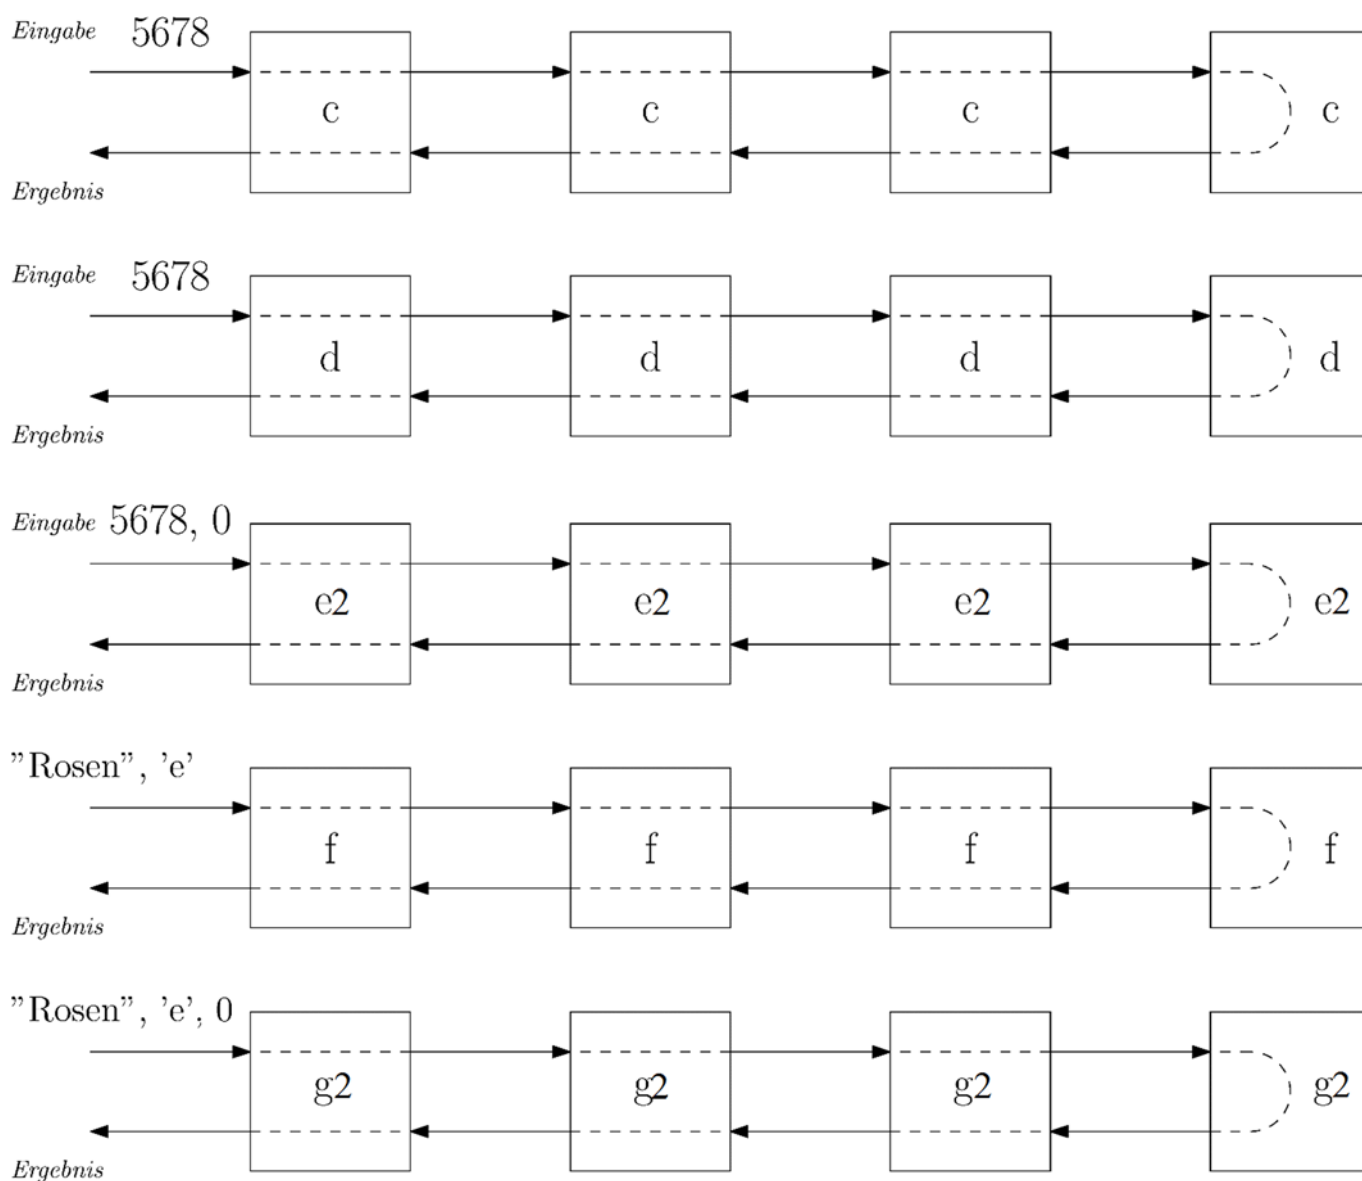 Eingabe 5678
c c c c
Ergebnis
Eingabe 5678
d d d d
Ergebnis
Eingabe 5678, 0
e2 e2 e2 e2
Ergebnis
”Rosen”, ’e’
f f f f
Ergebnis
”Rosen”, ’e’, 0
g2 g2 g2 g2
Ergebnis